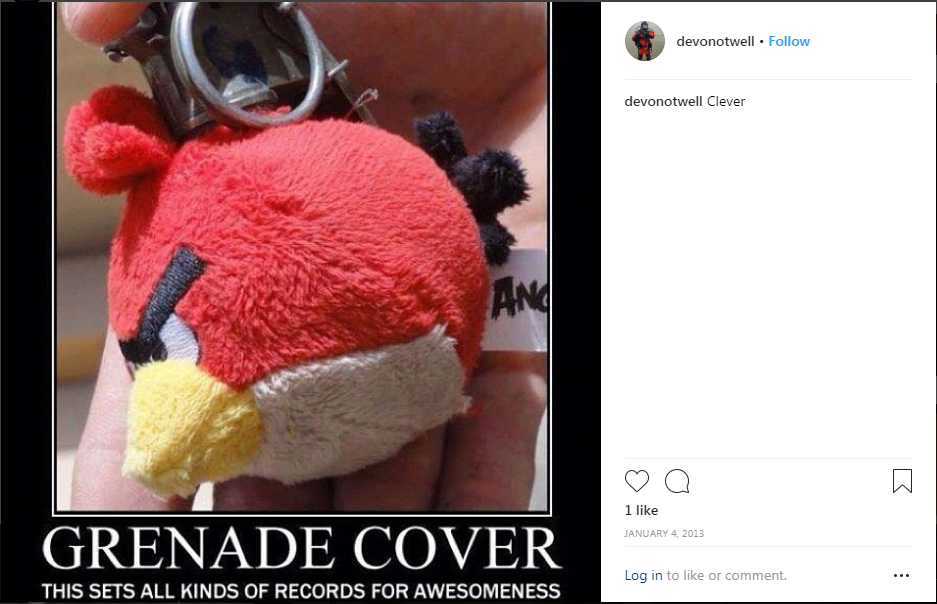 devonotwell • Follow
devonotwell Clever
ANG
GRENADE COVER
THIS SETS ALL KINDS OF RECORDS FOR AWESOMENESS
1 like
JANUARY 4, 2013
Log in to like or comment.